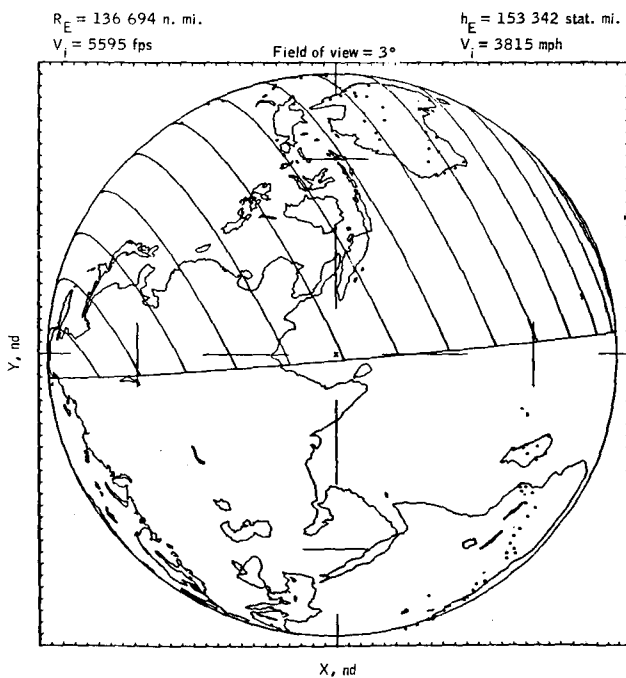 R_E = 136 694 n. mi.
h_E = 153 342 stat. mi.
V_i = 5595 fps
V_i = 3815 mph
Field of view = 3°
Y, nd
X, nd